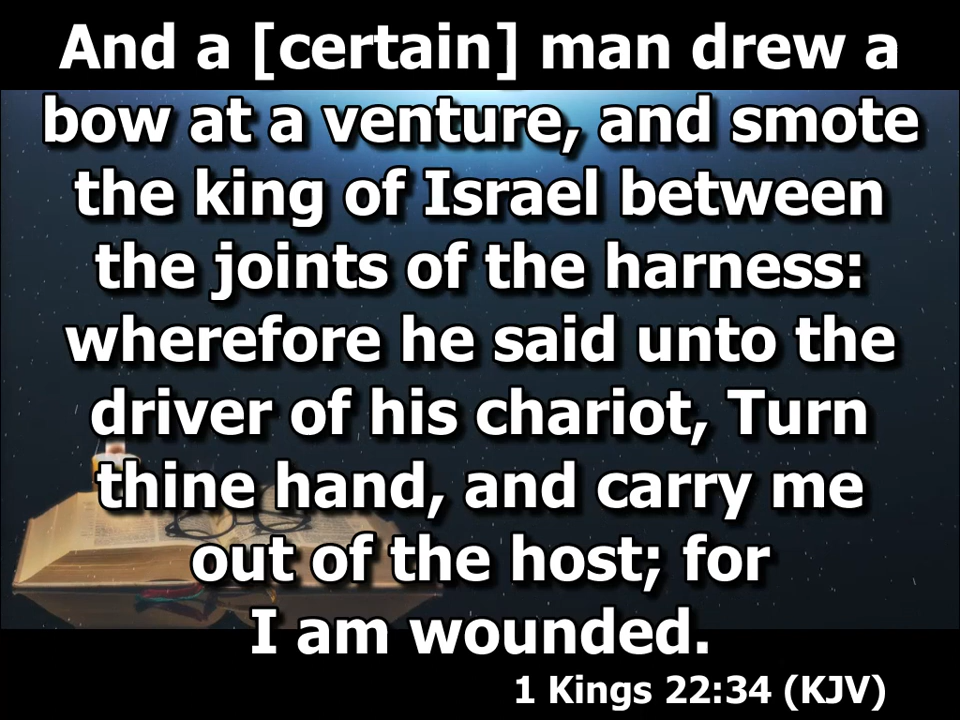 And a [certain] man drew a
bow at a venture, and smote
the king of Israel between
the joints of the harness:
wherefore he said unto the
driver of his chariot, Turn
thine hand, and carry me
out of the host; for
I am wounded.
1 Kings 22:34 (KJV)